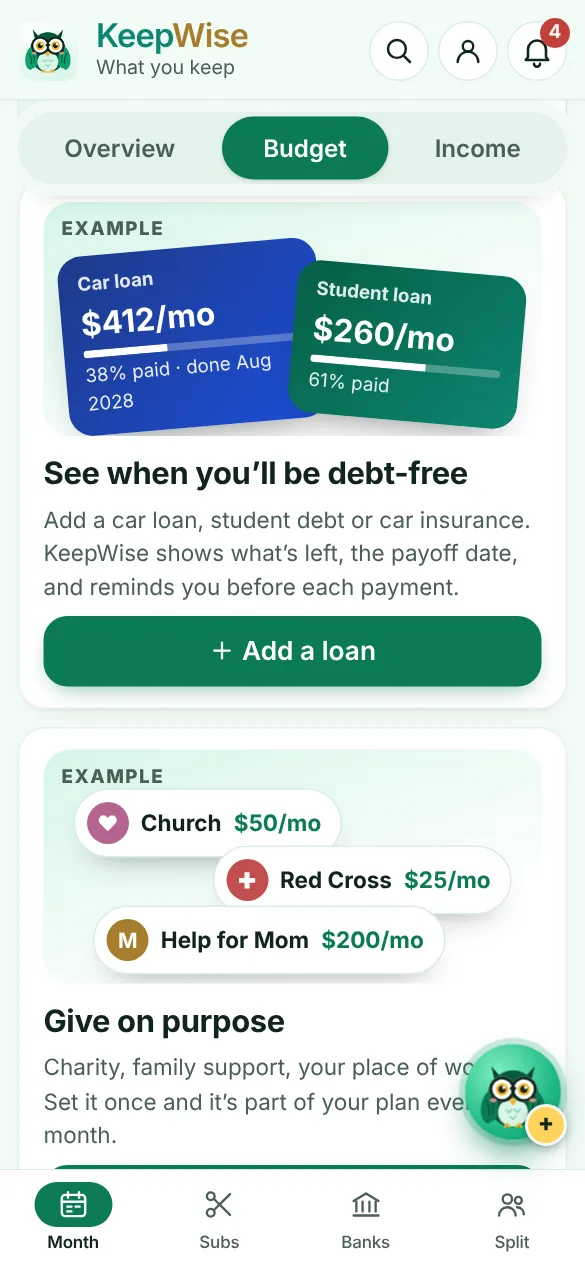 KeepWise
What you keep
4
Overview
Budget
Income
EXAMPLE
Car loan
$412/mo
38% paid · done Aug
2028
Student loan
$260/mo
61% paid
See when you’ll be debt-free
Add a car loan, student debt or car insurance.
KeepWise shows what’s left, the payoff date,
and reminds you before each payment.
+ Add a loan
EXAMPLE
Church $50/mo
Red Cross $25/mo
M Help for Mom $200/mo
Give on purpose
Charity, family support, your place of
Set it once and it’s part of your plan
month.
+
Month
Subs
Banks
Split